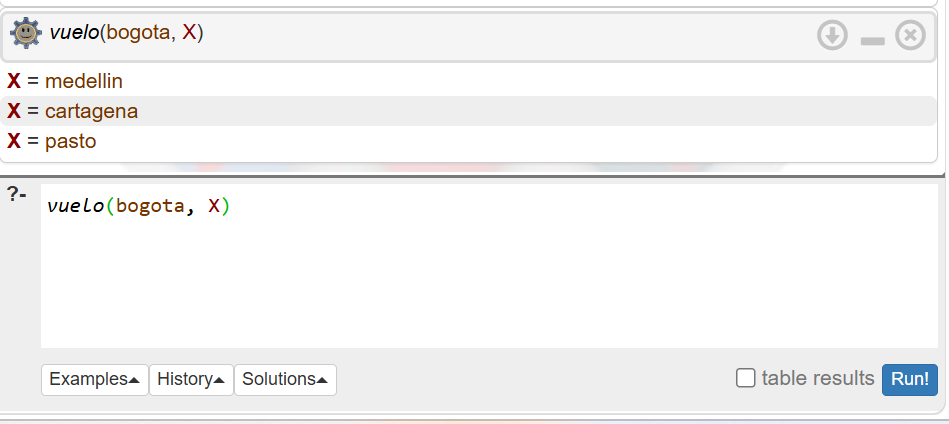 vuelo(bogota, X)
X = medellin
X = cartagena
X = pasto
?- vuelo(bogota, X)
Examples History Solutions table results Run!